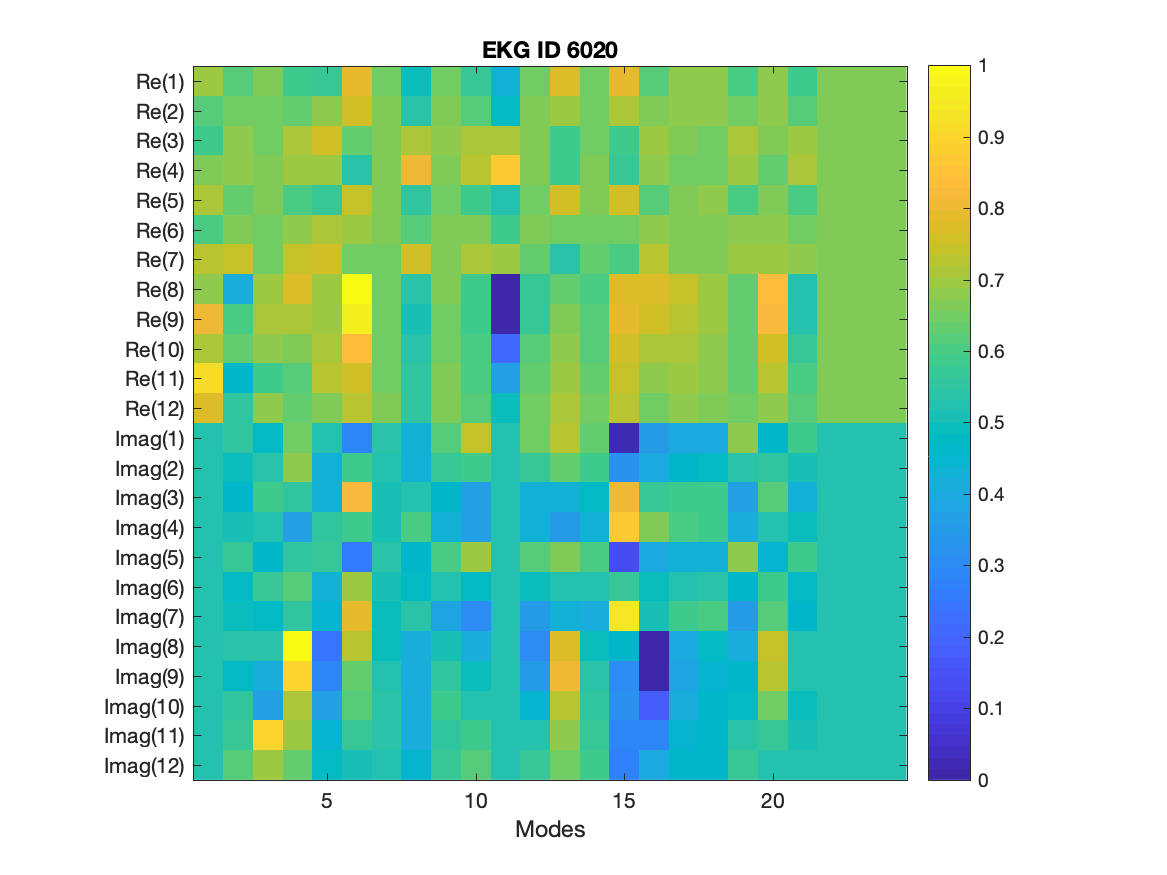 EKG ID 6020
Re(1)
Re(2)
Re(3)
Re(4)
Re(5)
Re(6)
Re(7)
Re(8)
Re(9)
Re(10)
Re(11)
Re(12)
Imag(1)
Imag(2)
Imag(3)
Imag(4)
Imag(5)
Imag(6)
Imag(7)
Imag(8)
Imag(9)
Imag(10)
Imag(11)
Imag(12)
5 10 15 20
Modes
1
0.9
0.8
0.7
0.6
0.5
0.4
0.3
0.2
0.1
0